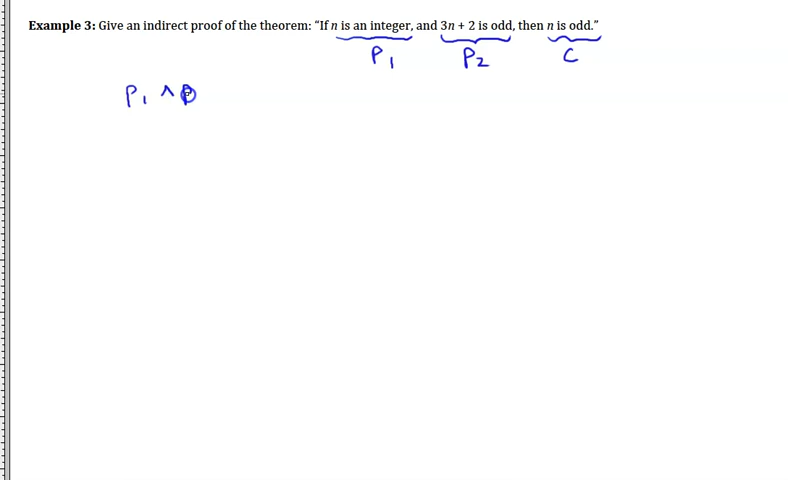 Example 3: Give an indirect proof of the theorem: “If n is an integer, and 3n + 2 is odd, then n is odd.”
P₁ P₂ C
P₁ ∧ P